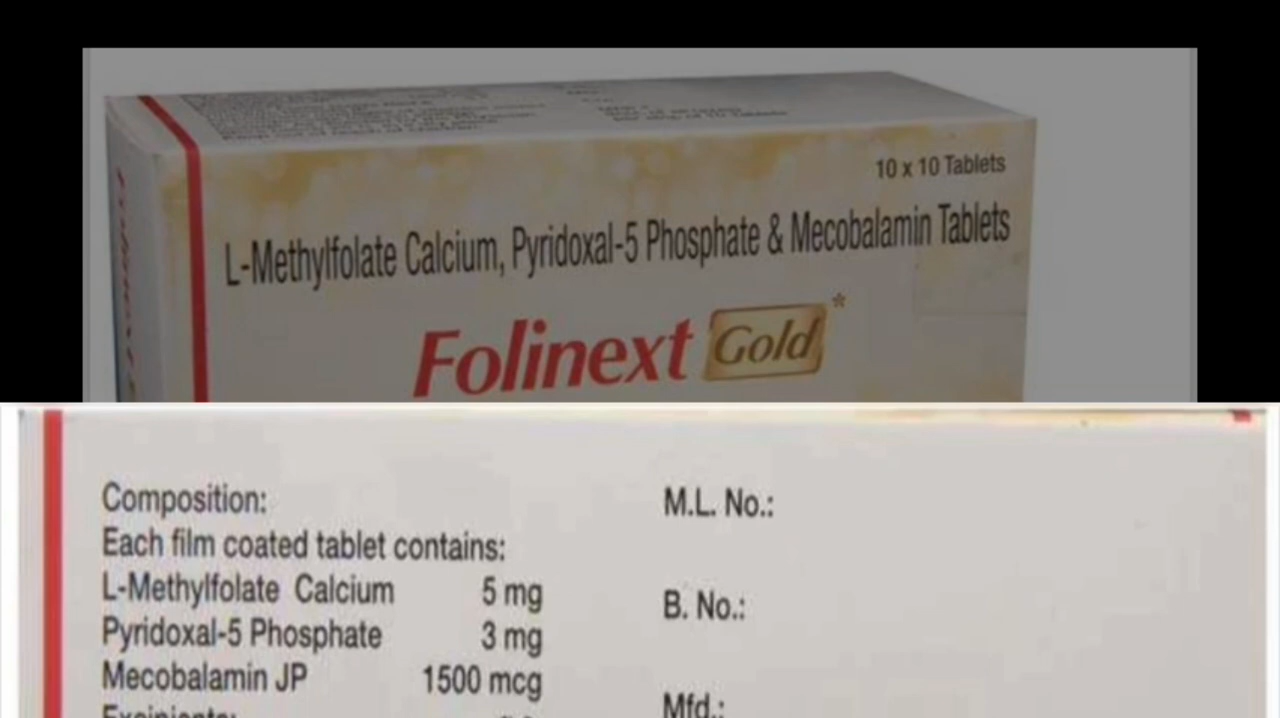 10 x 10 Tablets
L-Methylfolate Calcium, Pyridoxal-5 Phosphate & Mecobalamin Tablets
Folinext Gold*
Composition:
Each film coated tablet contains:
L-Methylfolate Calcium 5 mg
Pyridoxal-5 Phosphate 3 mg
Mecobalamin JP 1500 mcg
M.L. No.:
B. No.:
Mfd.: